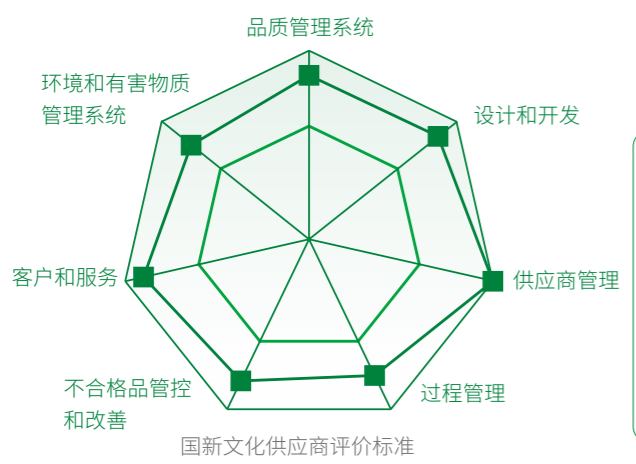 品质管理系统
环境和有害物质
管理系统
设计和开发
客户和服务
供应商管理
不合格品管控
和改善
过程管理
国新文化供应商评价标准